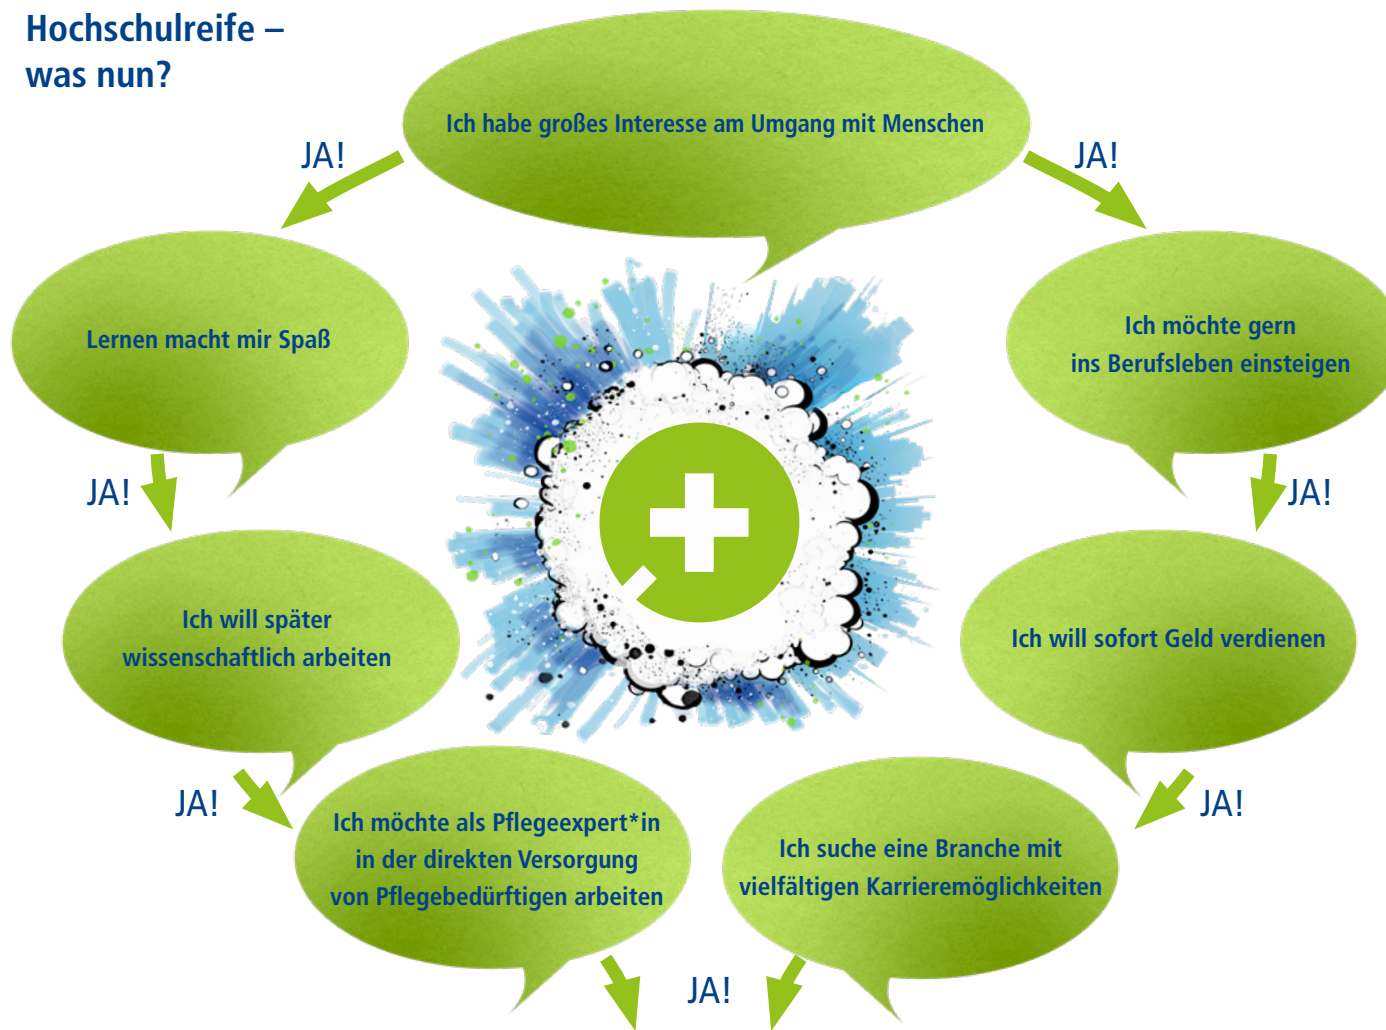 Hochschulreife –
was nun?
Ich habe großes Interesse am Umgang mit Menschen
JA!
JA!
Lernen macht mir Spaß
Ich möchte gern
ins Berufsleben einsteigen
JA!
JA!
Ich will später
wissenschaftlich arbeiten
Ich will sofort Geld verdienen
JA!
JA!
Ich möchte als Pflegeexpert*in
in der direkten Versorgung
von Pflegebedürftigen arbeiten
Ich suche eine Branche mit
vielfältigen Karrieremöglichkeiten
JA!